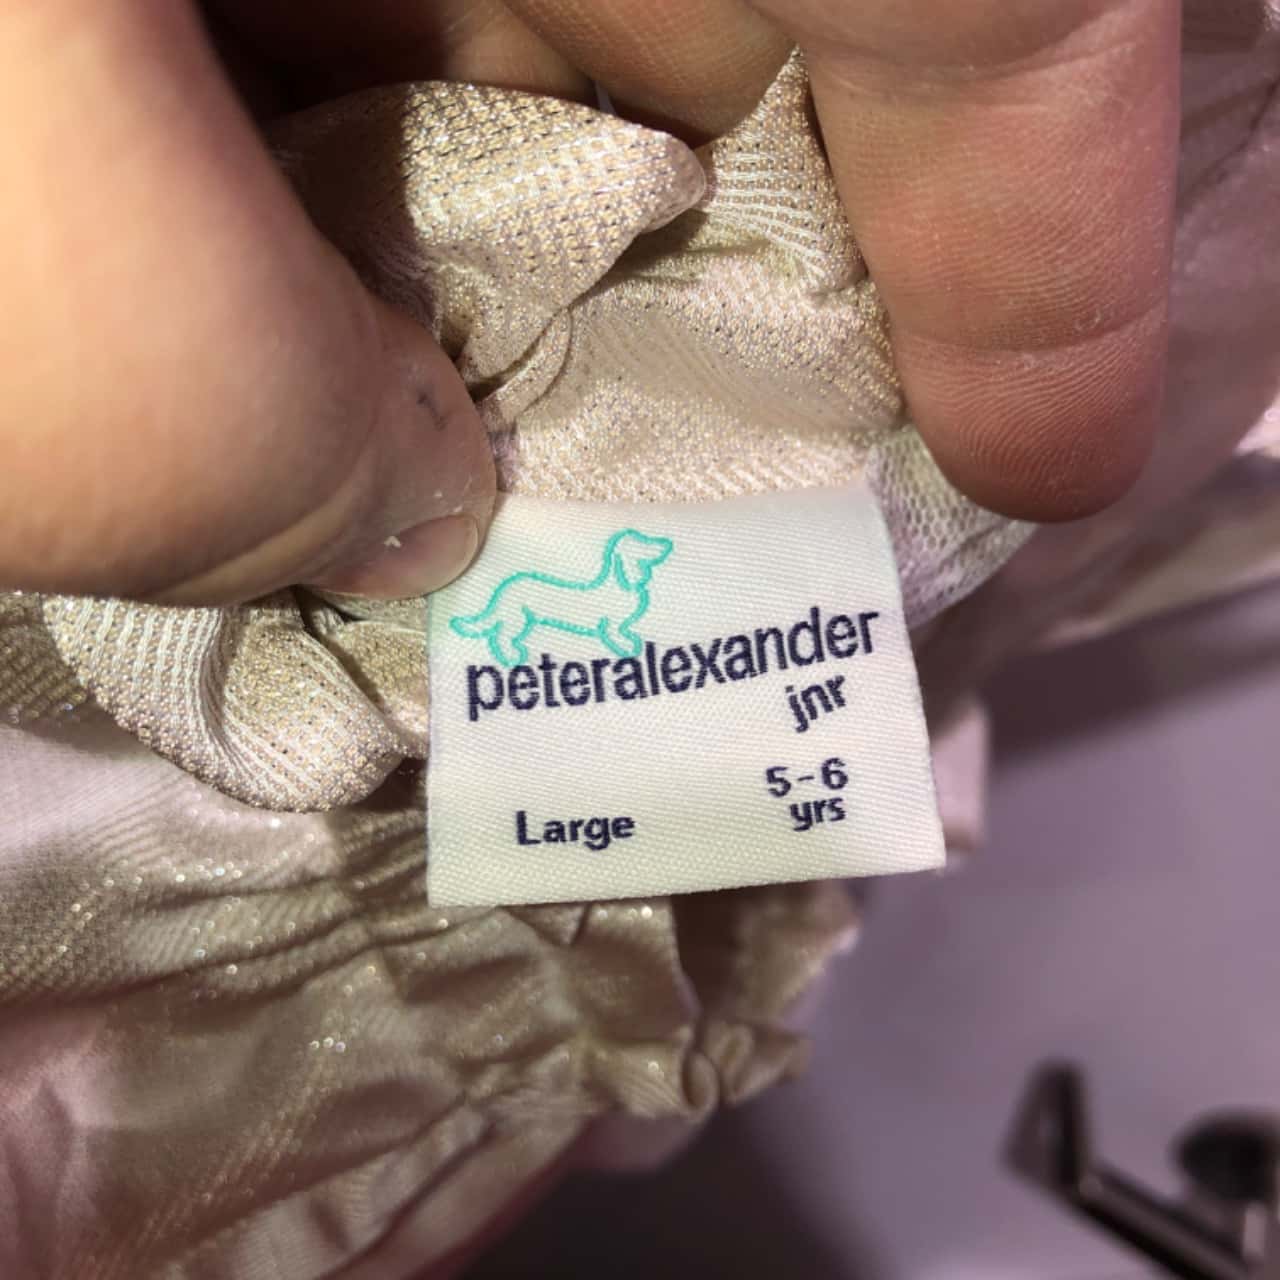 peteralexander
jnr
5-6
yrs
Large